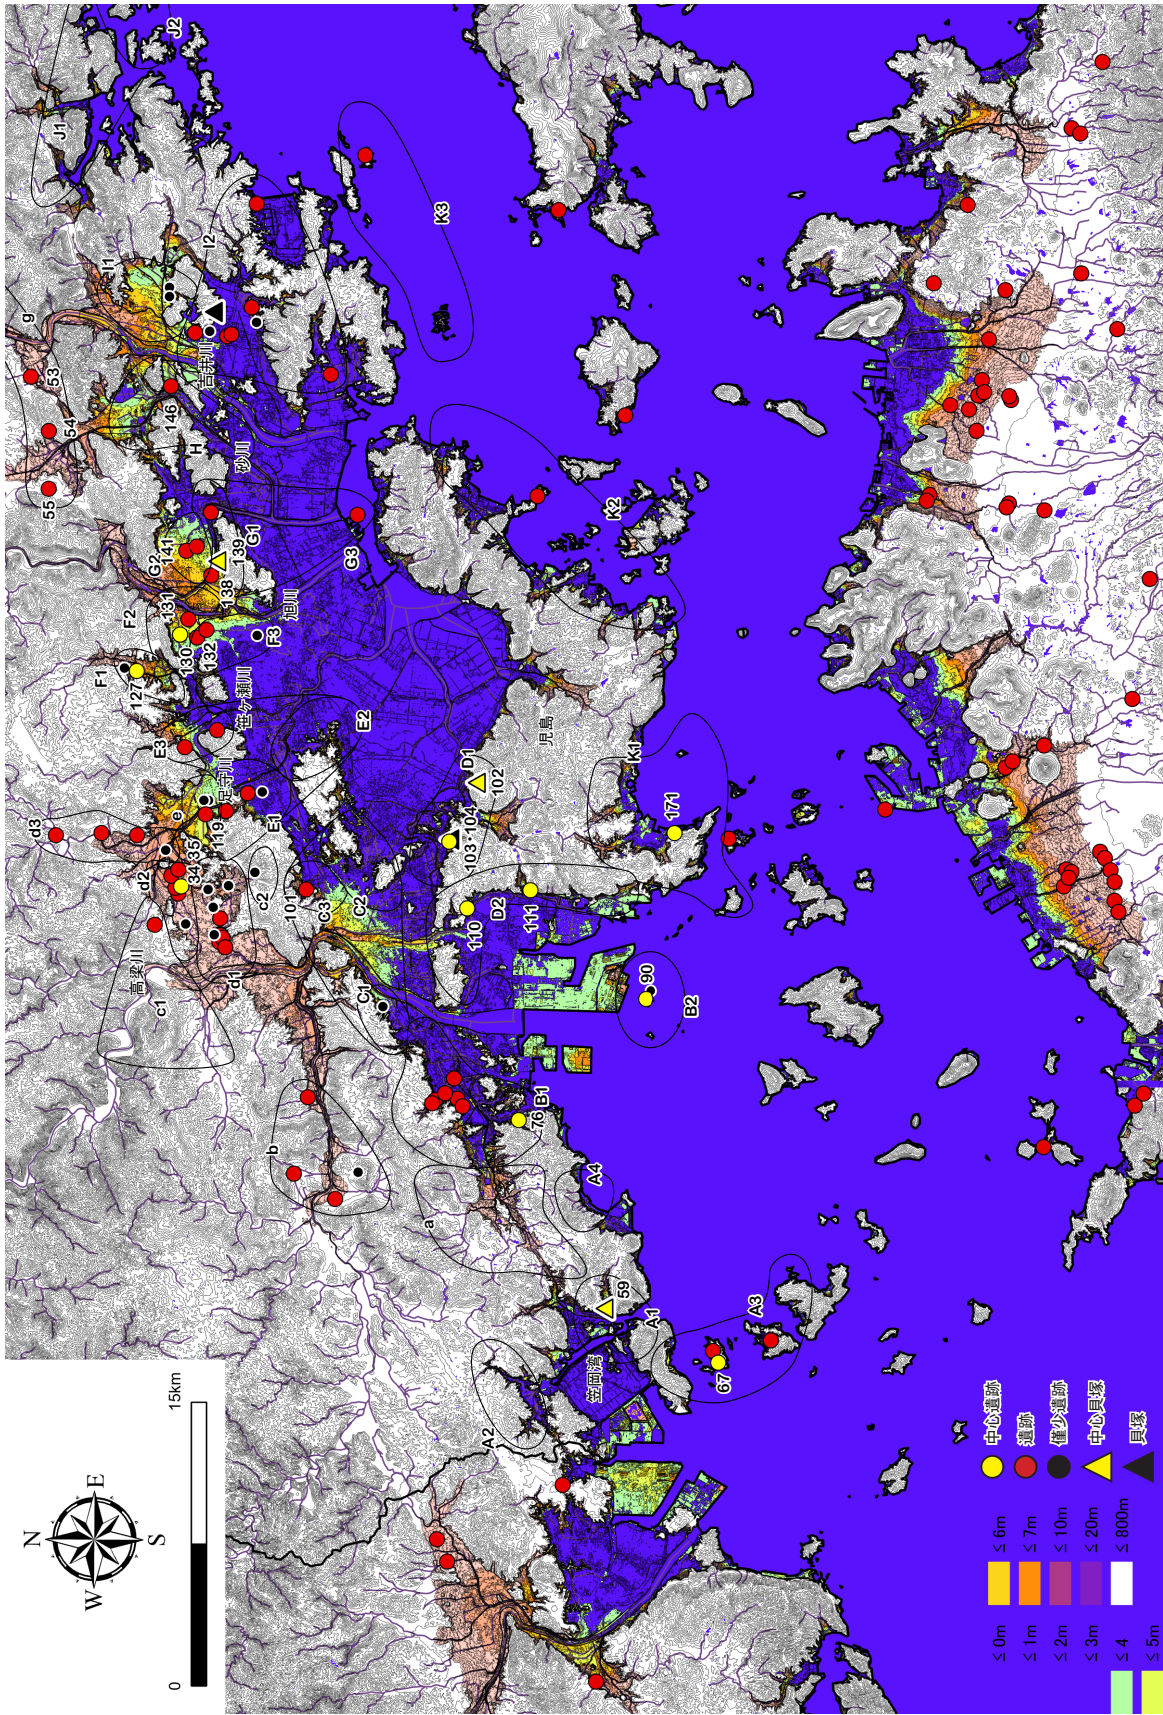 N
W
E
S
0
15km
中心遺跡
遺跡
僅少遺跡
中心貝塚
貝塚
≤ 0m
≤ 1m
≤ 2m
≤ 3m
≤ 4
≤ 5m
≤ 6m
≤ 7m
≤ 10m
≤ 20m
≤ 800m
A1
A2
A3
A4
a
笠岡湾
59
67
B1
B2
b
76
90
高梁川
c1
c2
C1
C2
C3
101
d1
d2
d3
34
35
D1
D2
102
103
104
110
111
児島
e
足守川
119
E1
E2
E3
笹ヶ瀬川
F1
F2
F3
127
130
131
132
旭川
g
G1
G2
G3
138
139
141
53
54
55
H
146
砂川
吉井川
I1
I2
J1
J2
K1
K2
K3
171